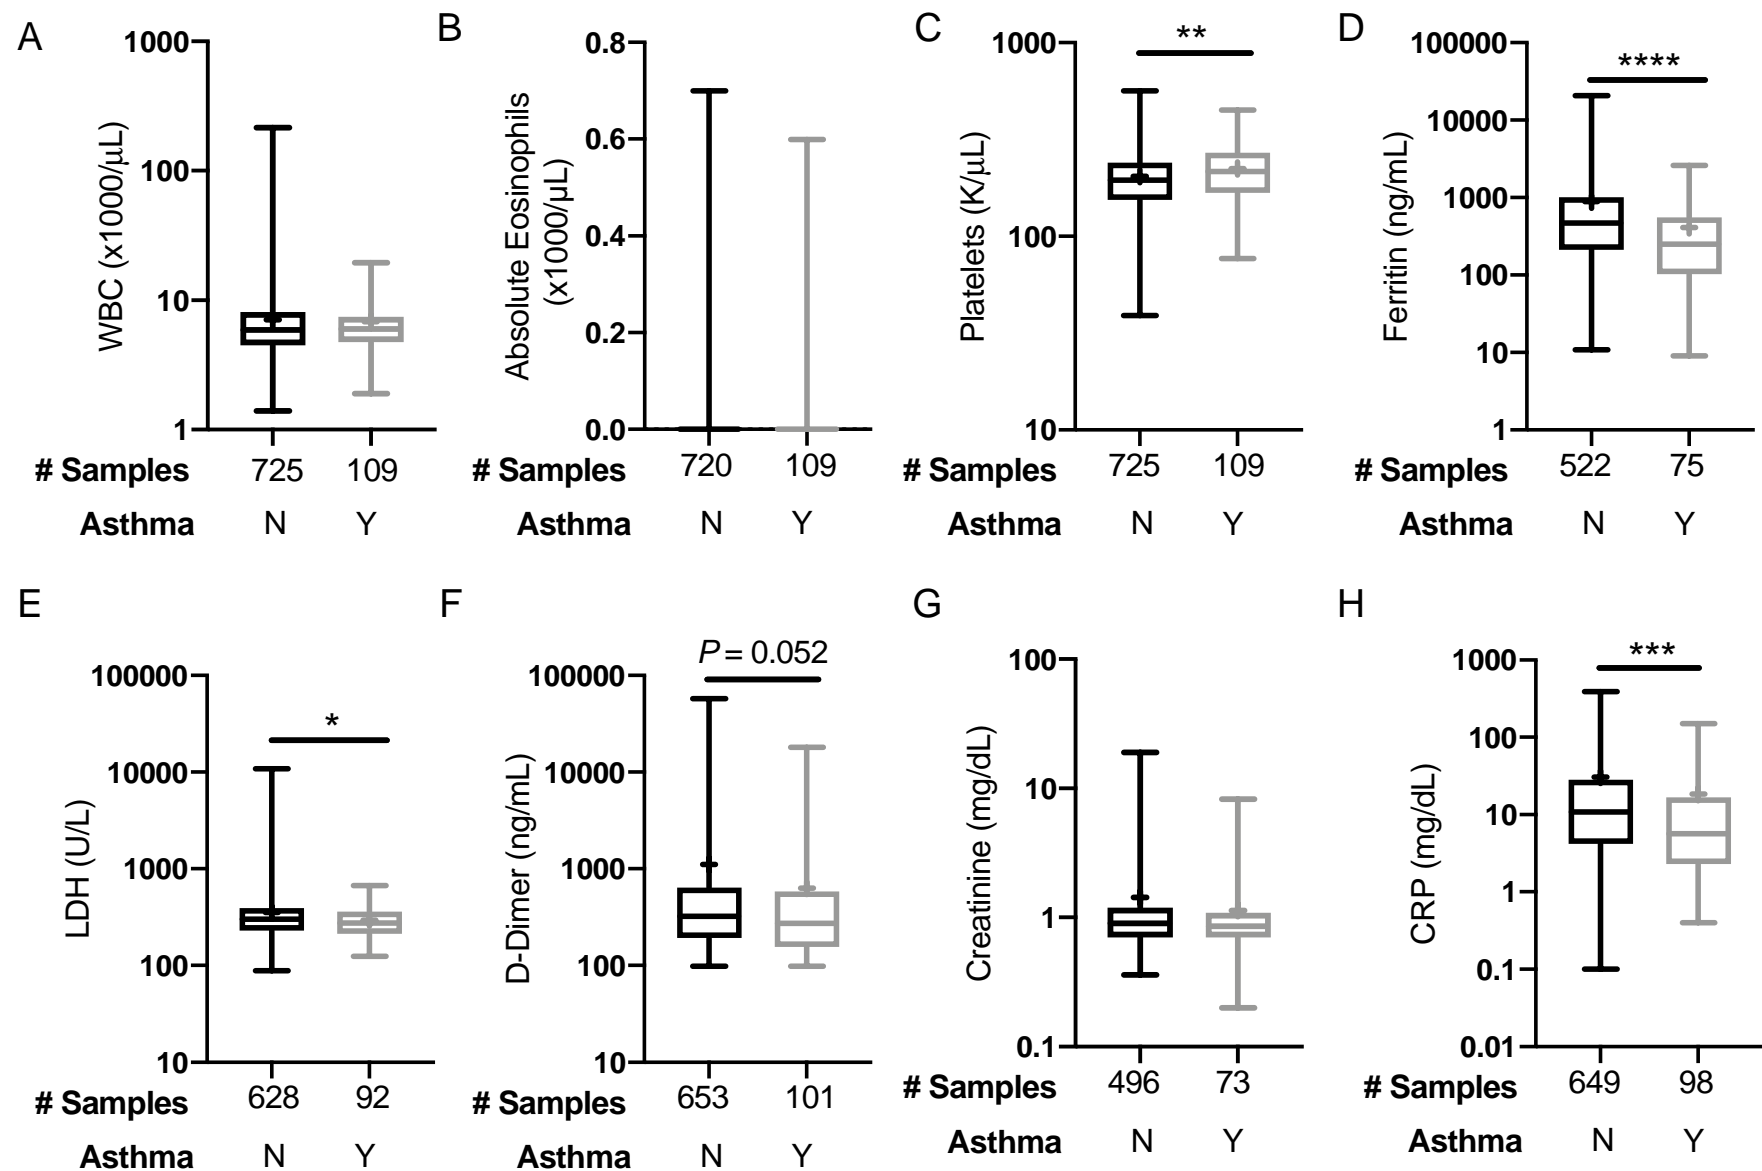 A
WBC (x1000/μL)
1000
100
10
1
# Samples 725 109
Asthma N Y
B
Absolute Eosinophils
(x1000/μL)
0.8
0.6
0.4
0.2
0.0
# Samples 720 109
Asthma N Y
C
Platelets (K/μL)
1000
100
10
**
# Samples 725 109
Asthma N Y
D
Ferritin (ng/mL)
100000
10000
1000
100
10
1
****
# Samples 522 75
Asthma N Y
E
LDH (U/L)
100000
10000
1000
100
10
*
# Samples 628 92
Asthma N Y
F
D-Dimer (ng/mL)
100000
10000
1000
100
10
P = 0.052
# Samples 653 101
Asthma N Y
G
Creatinine (mg/dL)
100
10
1
0.1
# Samples 496 73
Asthma N Y
H
CRP (mg/dL)
1000
100
10
1
0.1
0.01
***
# Samples 649 98
Asthma N Y